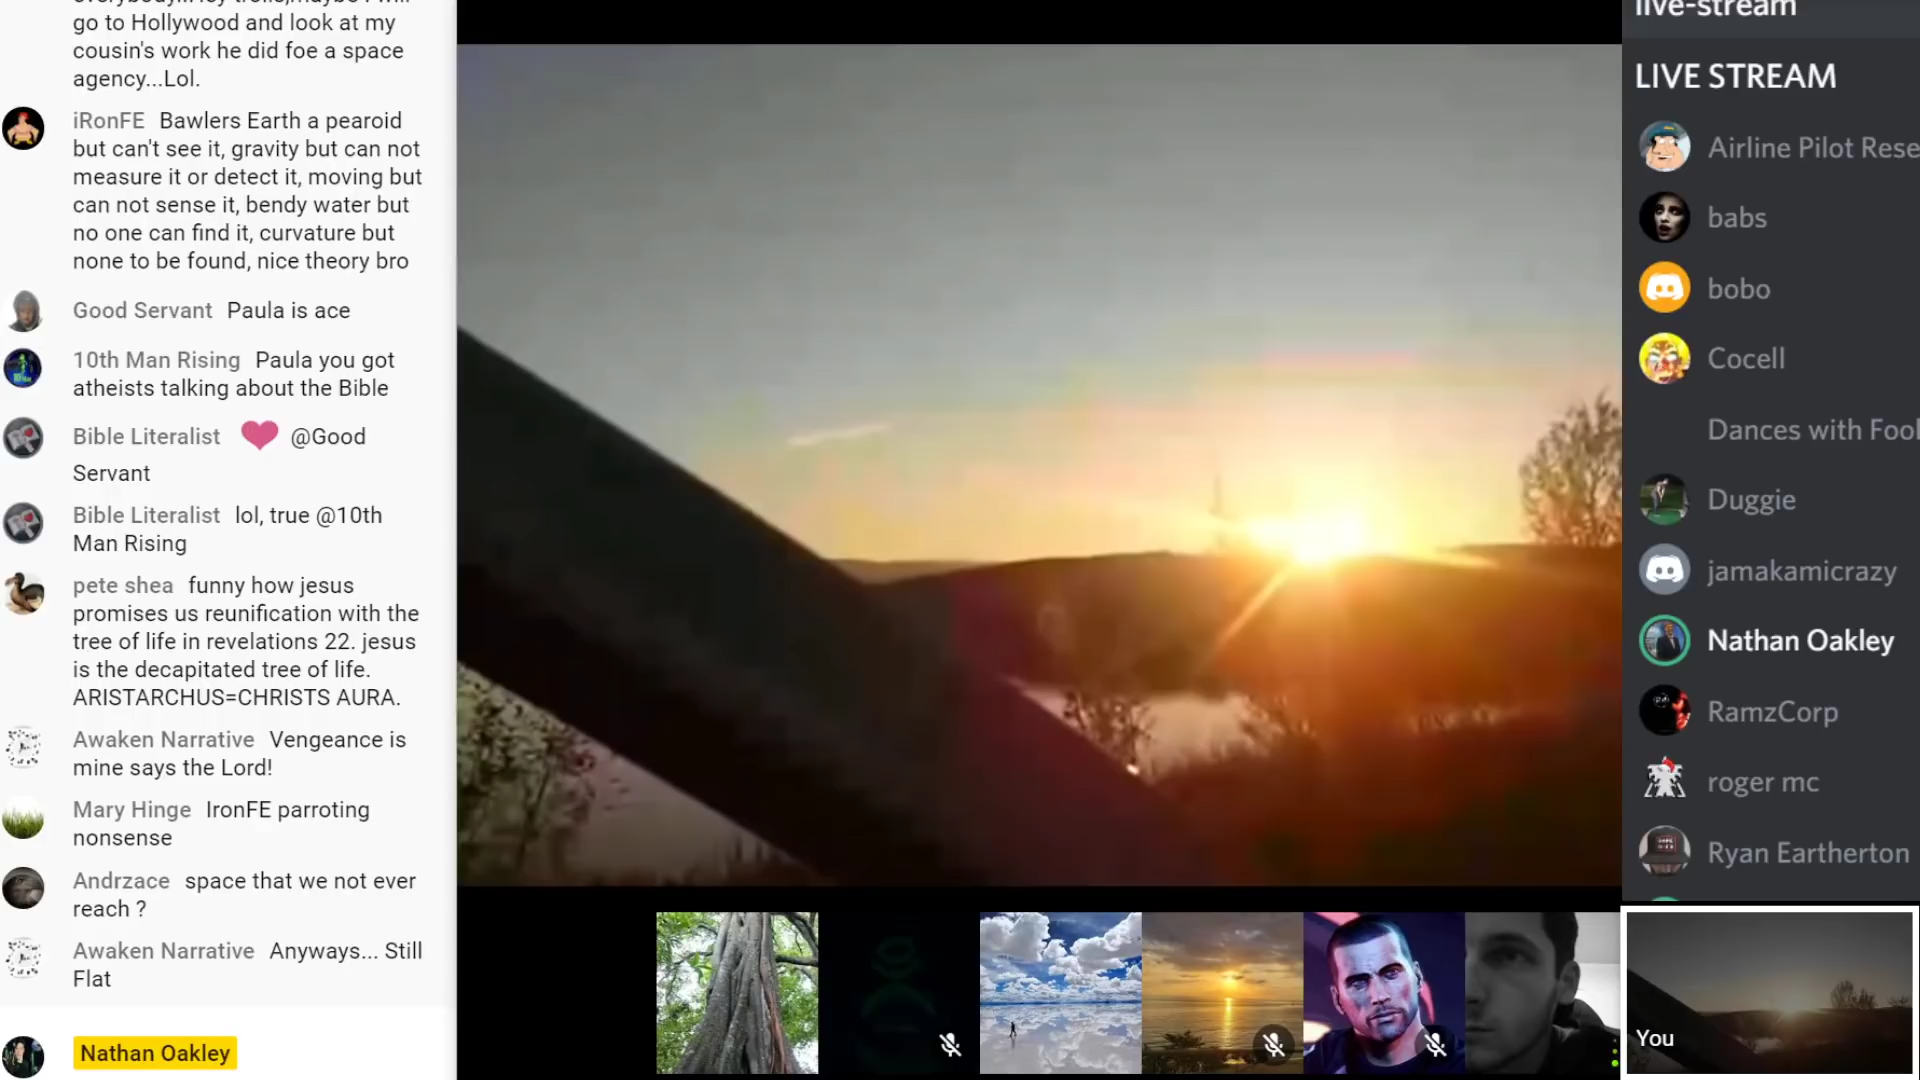 go to Hollywood and look at my
cousin's work he did foe a space
agency...Lol.
iRonFE Bawlers Earth a pearoid
but can't see it, gravity but can not
measure it or detect it, moving but
can not sense it, bendy water but
no one can find it, curvature but
none to be found, nice theory bro
Good Servant Paula is ace
10th Man Rising Paula you got
atheists talking about the Bible
Bible Literalist @Good
Servant
Bible Literalist lol, true @10th
Man Rising
pete shea funny how jesus
promises us reunification with the
tree of life in revelations 22. jesus
is the decapitated tree of life.
ARISTARCHUS=CHRISTS AURA.
Awaken Narrative Vengeance is
mine says the Lord!
Mary Hinge IronFE parroting
nonsense
Andrzace space that we not ever
reach ?
Awaken Narrative Anyways... Still
Flat
Nathan Oakley
live-stream
LIVE STREAM
Airline Pilot Rese
babs
bobo
Cocell
Dances with Fool
Duggie
jamakamicrazy
Nathan Oakley
RamzCorp
roger mc
Ryan Eartherton
You